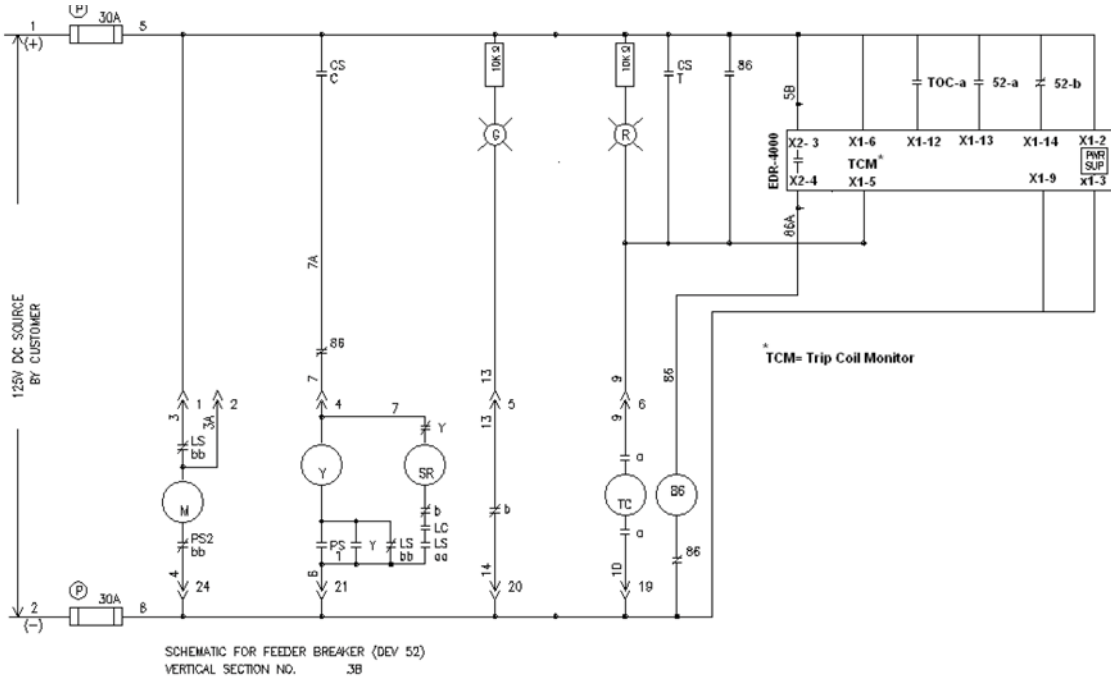 P
30A
1
5
(+)
CS
C
10K Ω
10K Ω
CS
T
86
5B
TOC-a
52-a
52-b
G
R
EDR-4000
X2-3
X1-6
X1-12
X1-13
X1-14
X1-2
TCM*
PWR
SUP
X2-4
X1-5
X1-9
x1-3
86A
7A
125V DC SOURCE
BY CUSTOMER
86
*TCM= Trip Coil Monitor
3
1
3A
2
7
4
7
13
13
5
9
9
6
86
LS
bb
Y
a
M
Y
SR
TC
86
PS2
bb
b
LC
LS
aa
PS
1
Y
LS
bb
b
a
86
4
24
6
21
14
20
10
19
P
30A
2
8
(-)
SCHEMATIC FOR FEEDER BREAKER (DEV 52)
VERTICAL SECTION NO. 3B